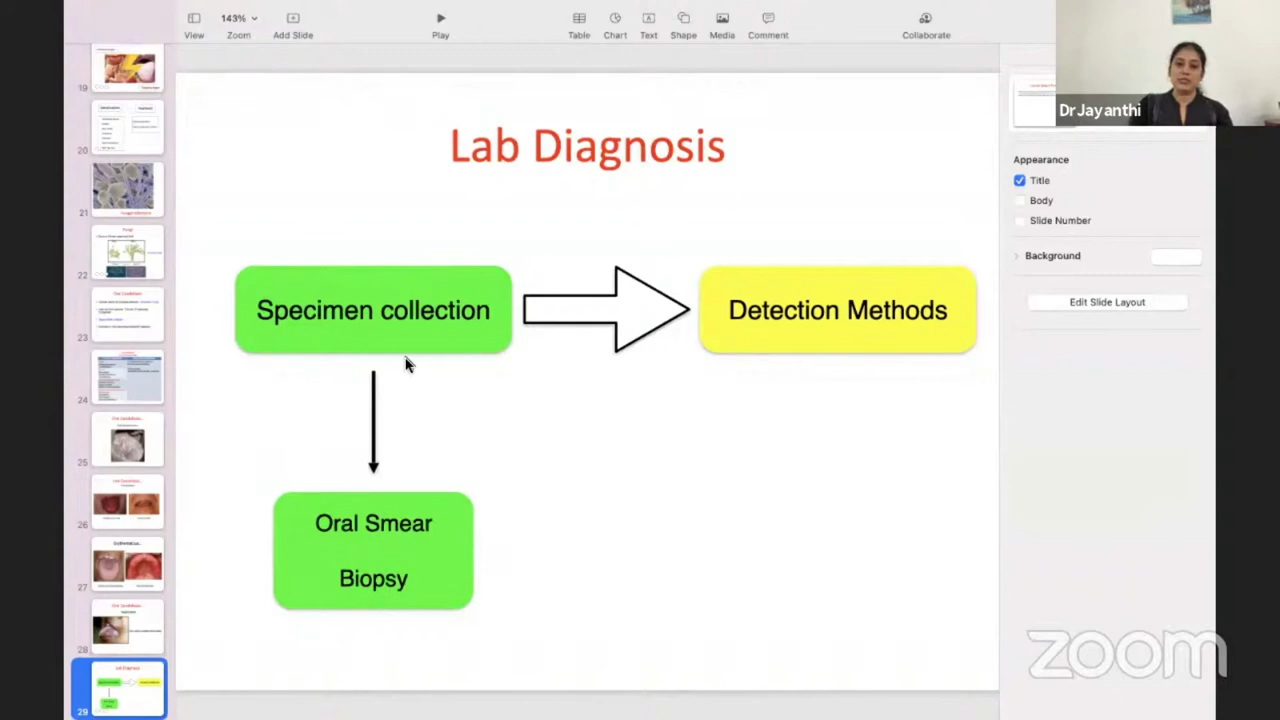 143%
View
Zoom
Add Slide
Play
Table
Chart
Text
Shape
Media
Comment
Collaborate
Dr Jayanthi
19
20
21
22
23
24
25
26
27
28
29
Lab Diagnosis
Specimen collection
Detection Methods
Oral Smear
Biopsy
Appearance
Title
Body
Slide Number
Background
Edit Slide Layout
zoom